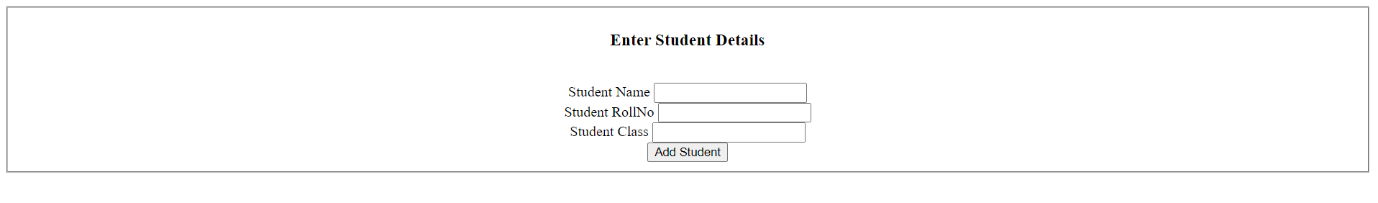 Enter Student Details
Student Name
Student RollNo
Student Class
Add Student